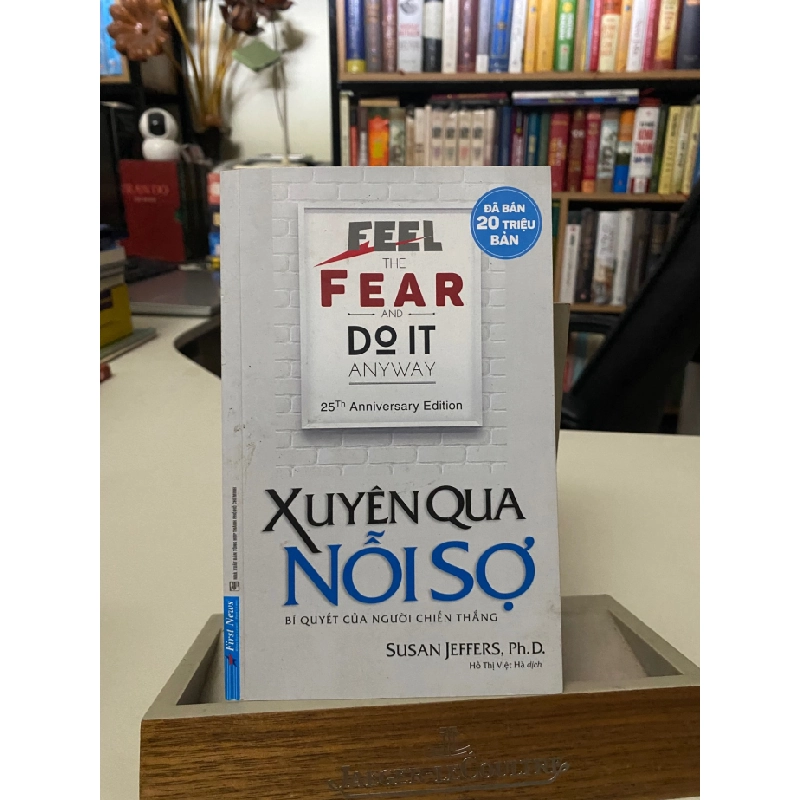 ĐÃ BÁN
20 TRIỆU
BẢN
FEEL
THE
FEAR
AND
DO IT
ANYWAY
25Th Anniversary Edition
XUYÊN QUA
NỖI SỢ
BÍ QUYẾT CỦA NGƯỜI CHIẾN THẮNG
SUSAN JEFFERS, Ph.D.
Hồ Thị Việt Hà dịch
First News